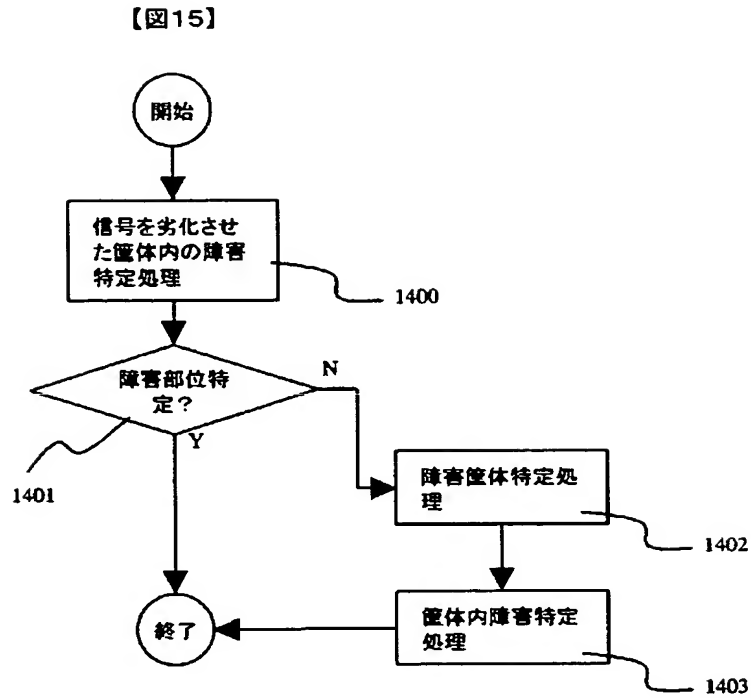 【図15】
開始
信号を劣化させ
た筐体内の障害
特定処理
1400
障害部位特
定？
N
Y
1401
障害筐体特定処
理
1402
筐体内障害特定
処理
1403
終了